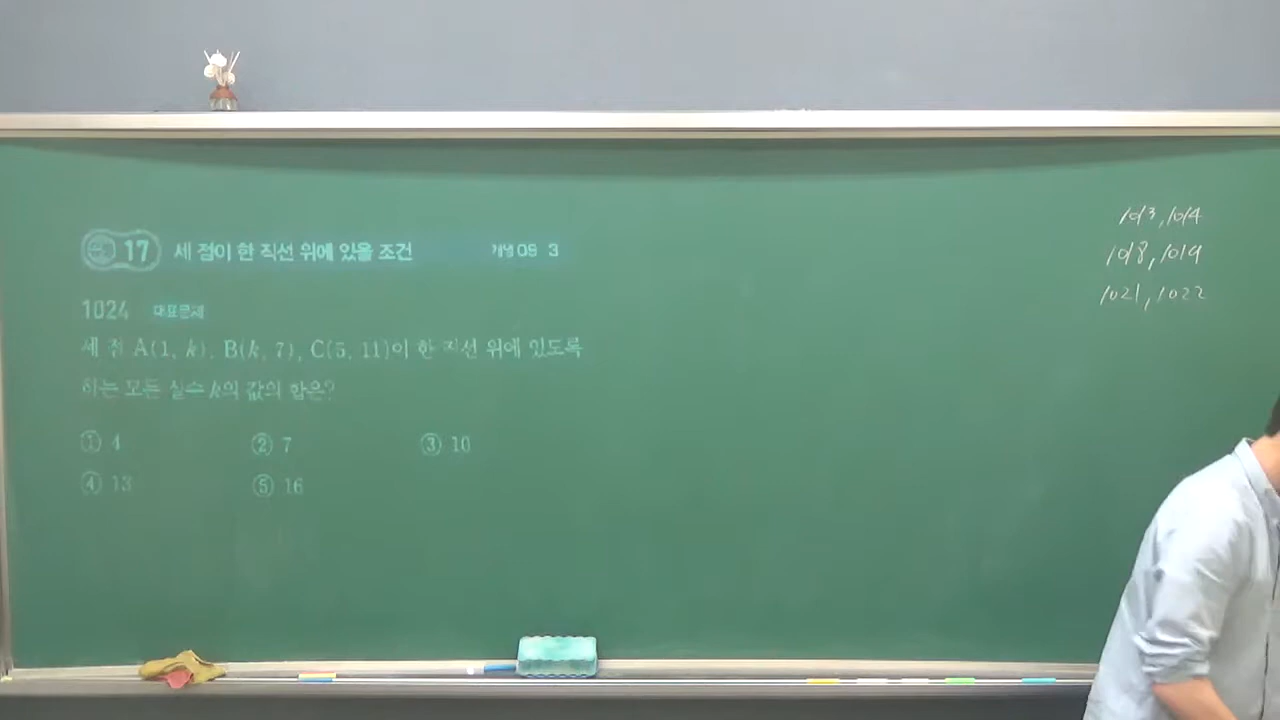 17 세 점이 한 직선 위에 있을 조건 개념 09 3
1024 대표문제
세 점 A(1, k), B(k, 7), C(5, 11)이 한 직선 위에 있도록
하는 모든 실수 k의 값의 합은?
① 4 ② 7 ③ 10
④ 13 ⑤ 16
1013, 1014
1018, 1019
1021, 1022